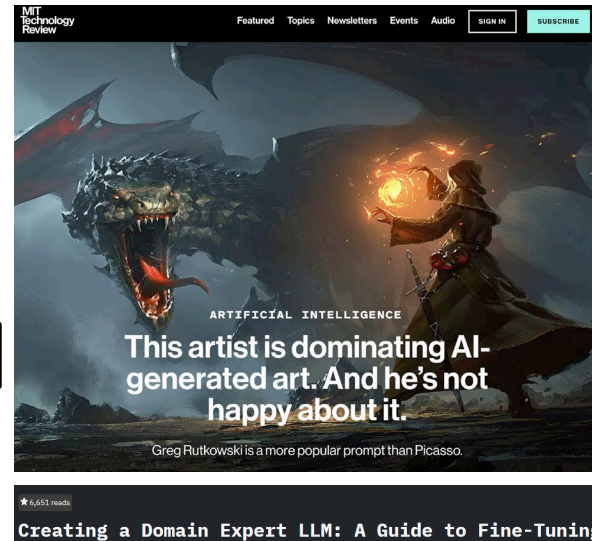 MIT
Technology
Review
Featured Topics Newsletters Events Audio SIGN IN SUBSCRIBE
ARTIFICIAL INTELLIGENCE
This artist is dominating AI-
generated art. And he's not
happy about it.
Greg Rutkowski is a more popular prompt than Picasso.
6,651 reads
Creating a Domain Expert LLM: A Guide to Fine-Tuning